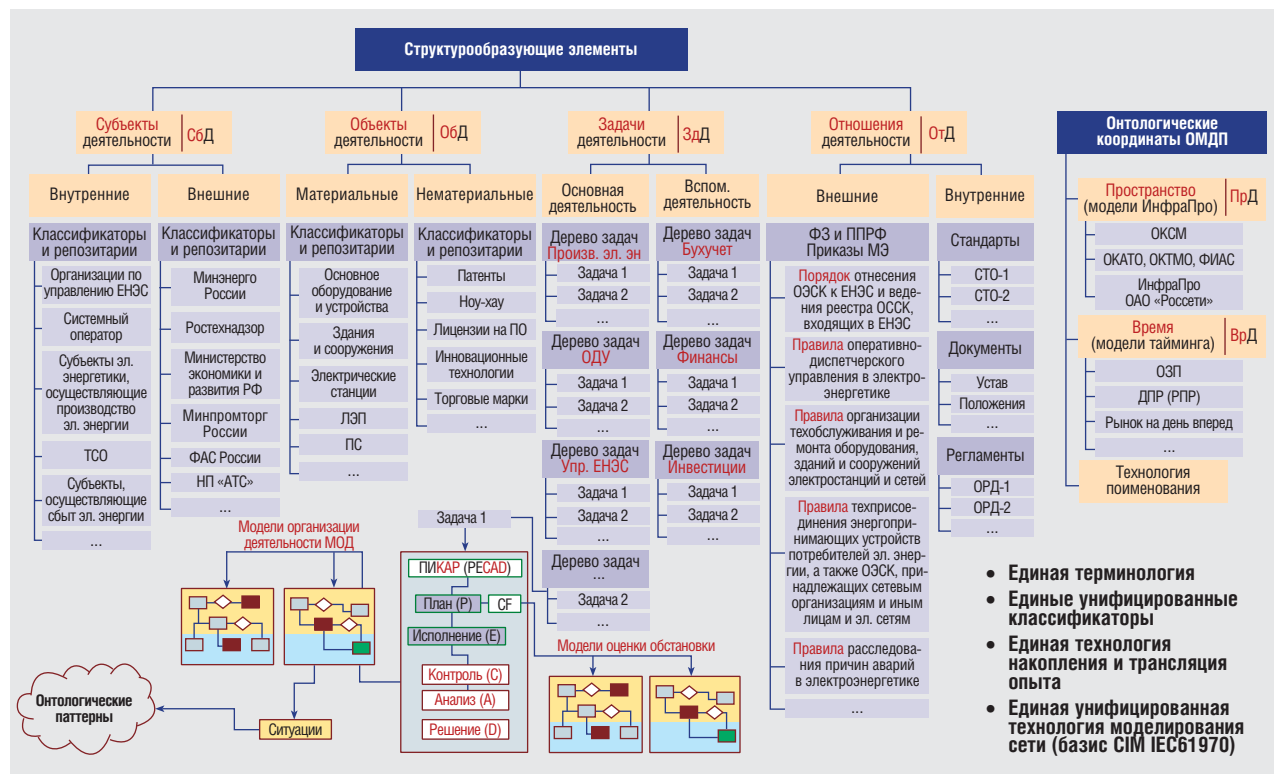 Структурообразующие элементы
Субъекты
деятельности
СбД
Внутренние
Классификаторы
и репозитарии
Организации по
управлению ЕНЭС
Системный
оператор
Субъекты эл.
энергетики,
осуществляющие
производство
эл. энергии
ТСО
Субъекты,
осуществляющие
сбыт эл. энергии
...
Внешние
Классификаторы
и репозитарии
Минэнерго
России
Ростехнадзор
Министерство
экономики и
развития РФ
Минпромторг
России
ФАС России
НП «АТС»
...
Объекты
деятельности
ОбД
Материальные
Классификаторы
и репозитарии
Основное
оборудование
и устройства
Здания
и сооружения
Электрические
станции
ЛЭП
ПС
...
Нематериальные
Классификаторы
и репозитарии
Патенты
Ноу-хау
Лицензии на ПО
Инновационные
технологии
Торговые марки
...
Задачи
деятельности
ЗдД
Основная
деятельность
Дерево задач
Произв. эл. эн
Задача 1
Задача 2
...
Дерево задач
ОДУ
Задача 1
Задача 2
...
Дерево задач
Упр. ЕНЭС
Задача 1
Задача 2
...
Дерево задач
...
Задача 2
...
Вспом.
деятельность
Дерево задач
Бухучет
Задача 1
Задача 2
...
Дерево задач
Финансы
Задача 1
Задача 2
...
Дерево задач
Инвестиции
Задача 1
Задача 2
...
Отношения
деятельности
ОтД
Внешние
ФЗ и ППРФ
Приказы МЭ
Порядок отнесения
ОЭСК к ЕНЭС и веде-
ния реестра ОССК,
входящих в ЕНЭС
Правила оперативно-
диспетчерского
управления в электро-
энергетике
Правила организации
техобслуживания и ре-
монта оборудования,
зданий и сооружений
электростанций и сетей
Правила техприсое-
динения энергопри-
нимающих устройств
потребителей эл. энер-
гии, а также ОЭСК, при-
надлежащих сетевым
организациям и иным
лицам и эл. сетям
Правила расследова-
ния причин аварий
в электроэнергетике
...
Внутренние
Стандарты
СТО-1
СТО-2
...
Документы
Устав
Положения
...
Регламенты
ОРД-1
ОРД-2
...
Онтологические
координаты ОМДП
Пространство
(модели ИнфраПро)
ПрД
ОКСМ
ОКАТО, ОКТМО, ФИАС
ИнфраПро
ОАО «Россети»
Время
(модели тайминга)
ВрД
ОЗП
ДПР (РПР)
Рынок на день вперед
...
Технология
поименования
Модели организации
деятельности МОД
Онтологические
паттерны
Ситуации
Задача 1
ПИКАР (PECAD)
План (P)
CF
Исполнение (E)
Контроль (C)
Анализ (A)
Решение (D)
Модели оценки обстановки
• Единая терминология
• Единые унифицированные
классификаторы
• Единая технология
накопления и трансляция
опыта
• Единая унифицированная
технология моделирования
сети (базис CIM IEC61970)